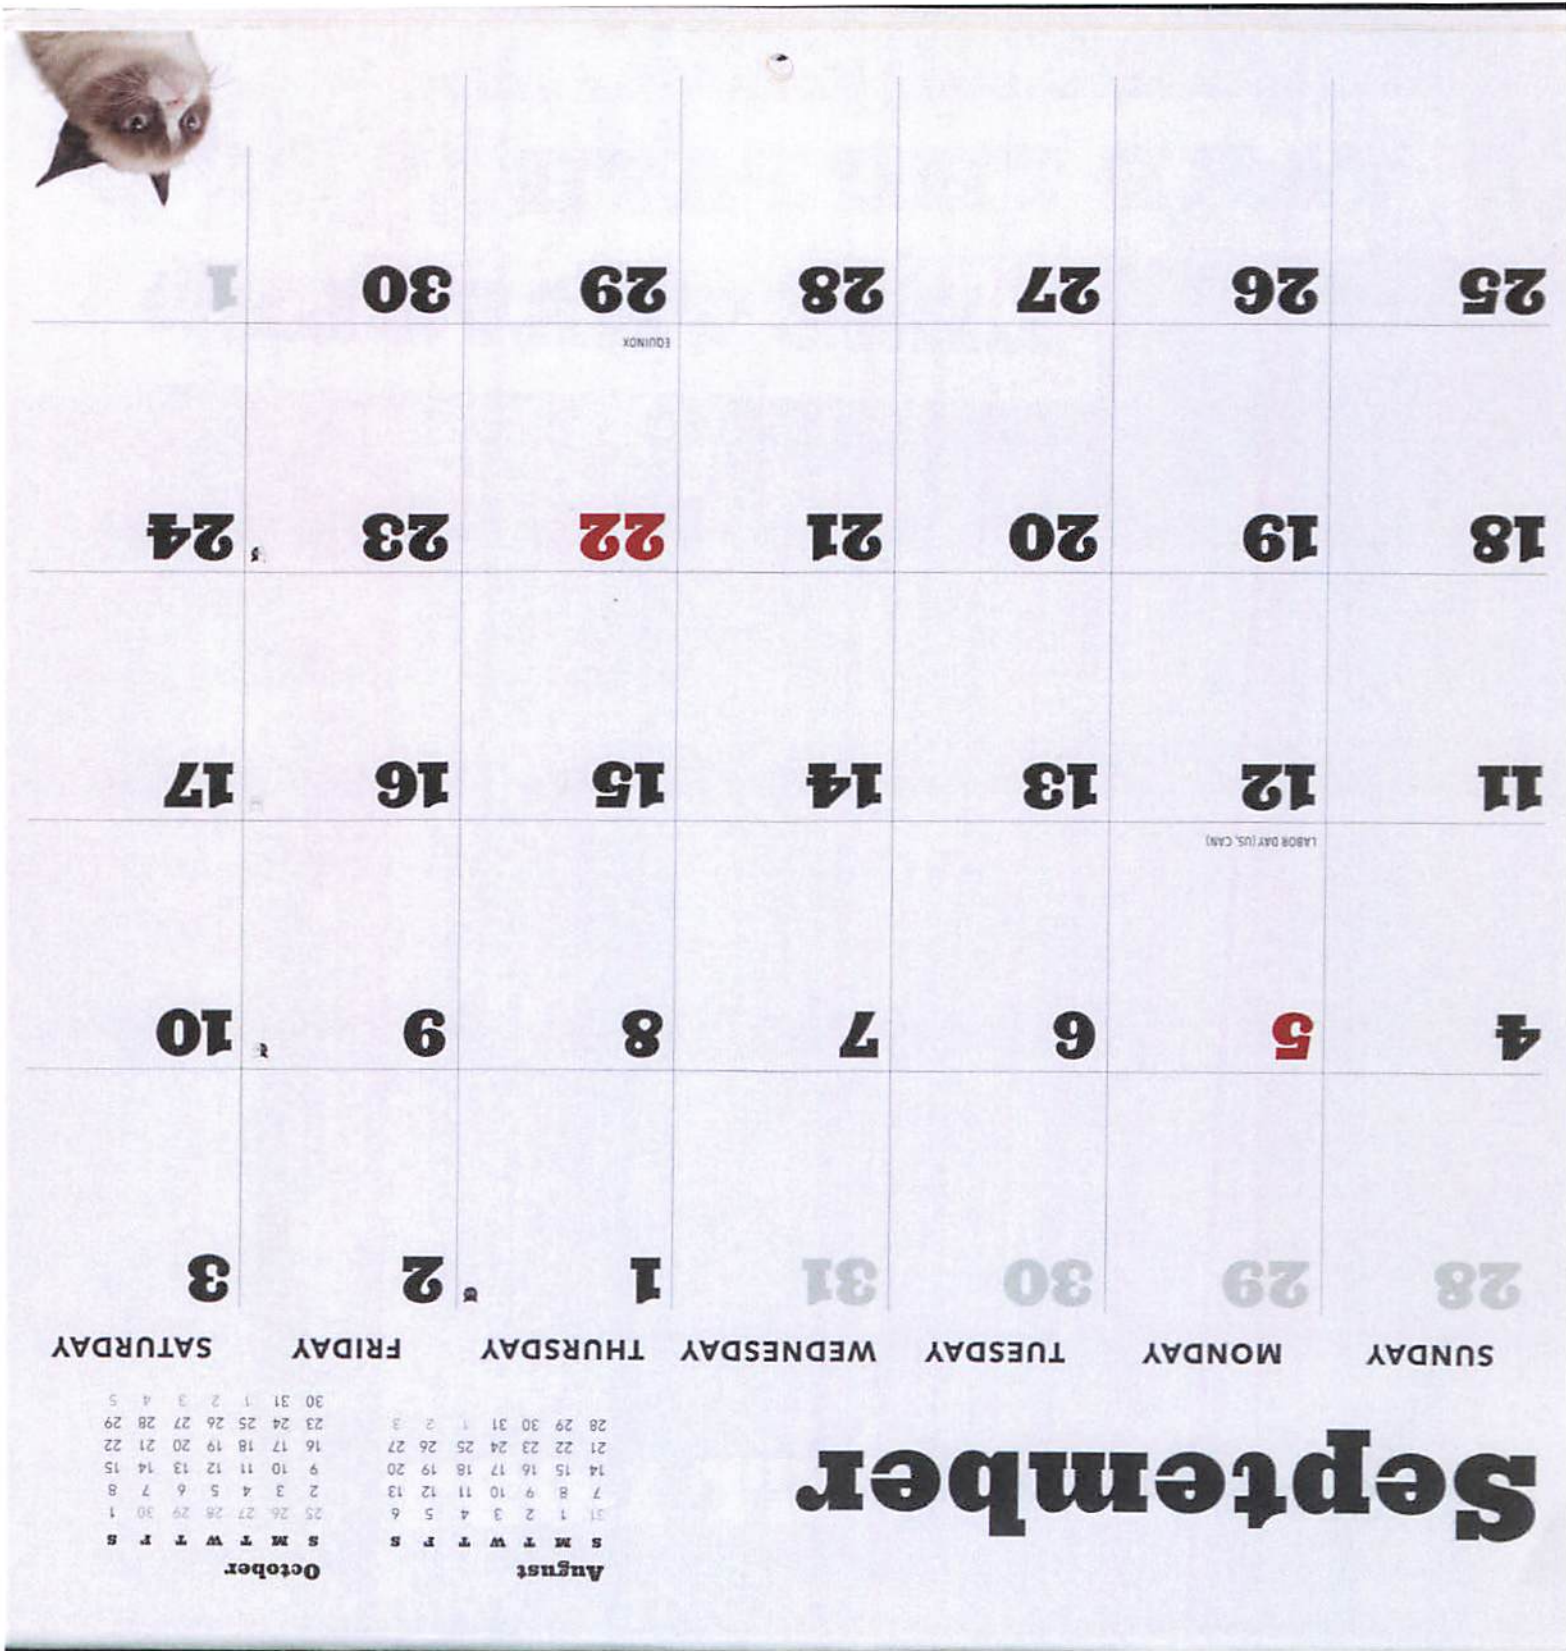 September
August
S M T W T F S
31 1 2 3 4 5 6
7 8 9 10 11 12 13
14 15 16 17 18 19 20
21 22 23 24 25 26 27
28 29 30 31 1 2 3
October
S M T W T F S
25 26 27 28 29 30 1
2 3 4 5 6 7 8
9 10 11 12 13 14 15
16 17 18 19 20 21 22
23 24 25 26 27 28 29
30 31 1 2 3 4 5
SUNDAY MONDAY TUESDAY WEDNESDAY THURSDAY FRIDAY SATURDAY
28 29 30 31 1 2 3
4 5 6 7 8 9 10
LABOR DAY (US, CAN)
11 12 13 14 15 16 17
18 19 20 21 22 23 24
EQUINOX
25 26 27 28 29 30 1